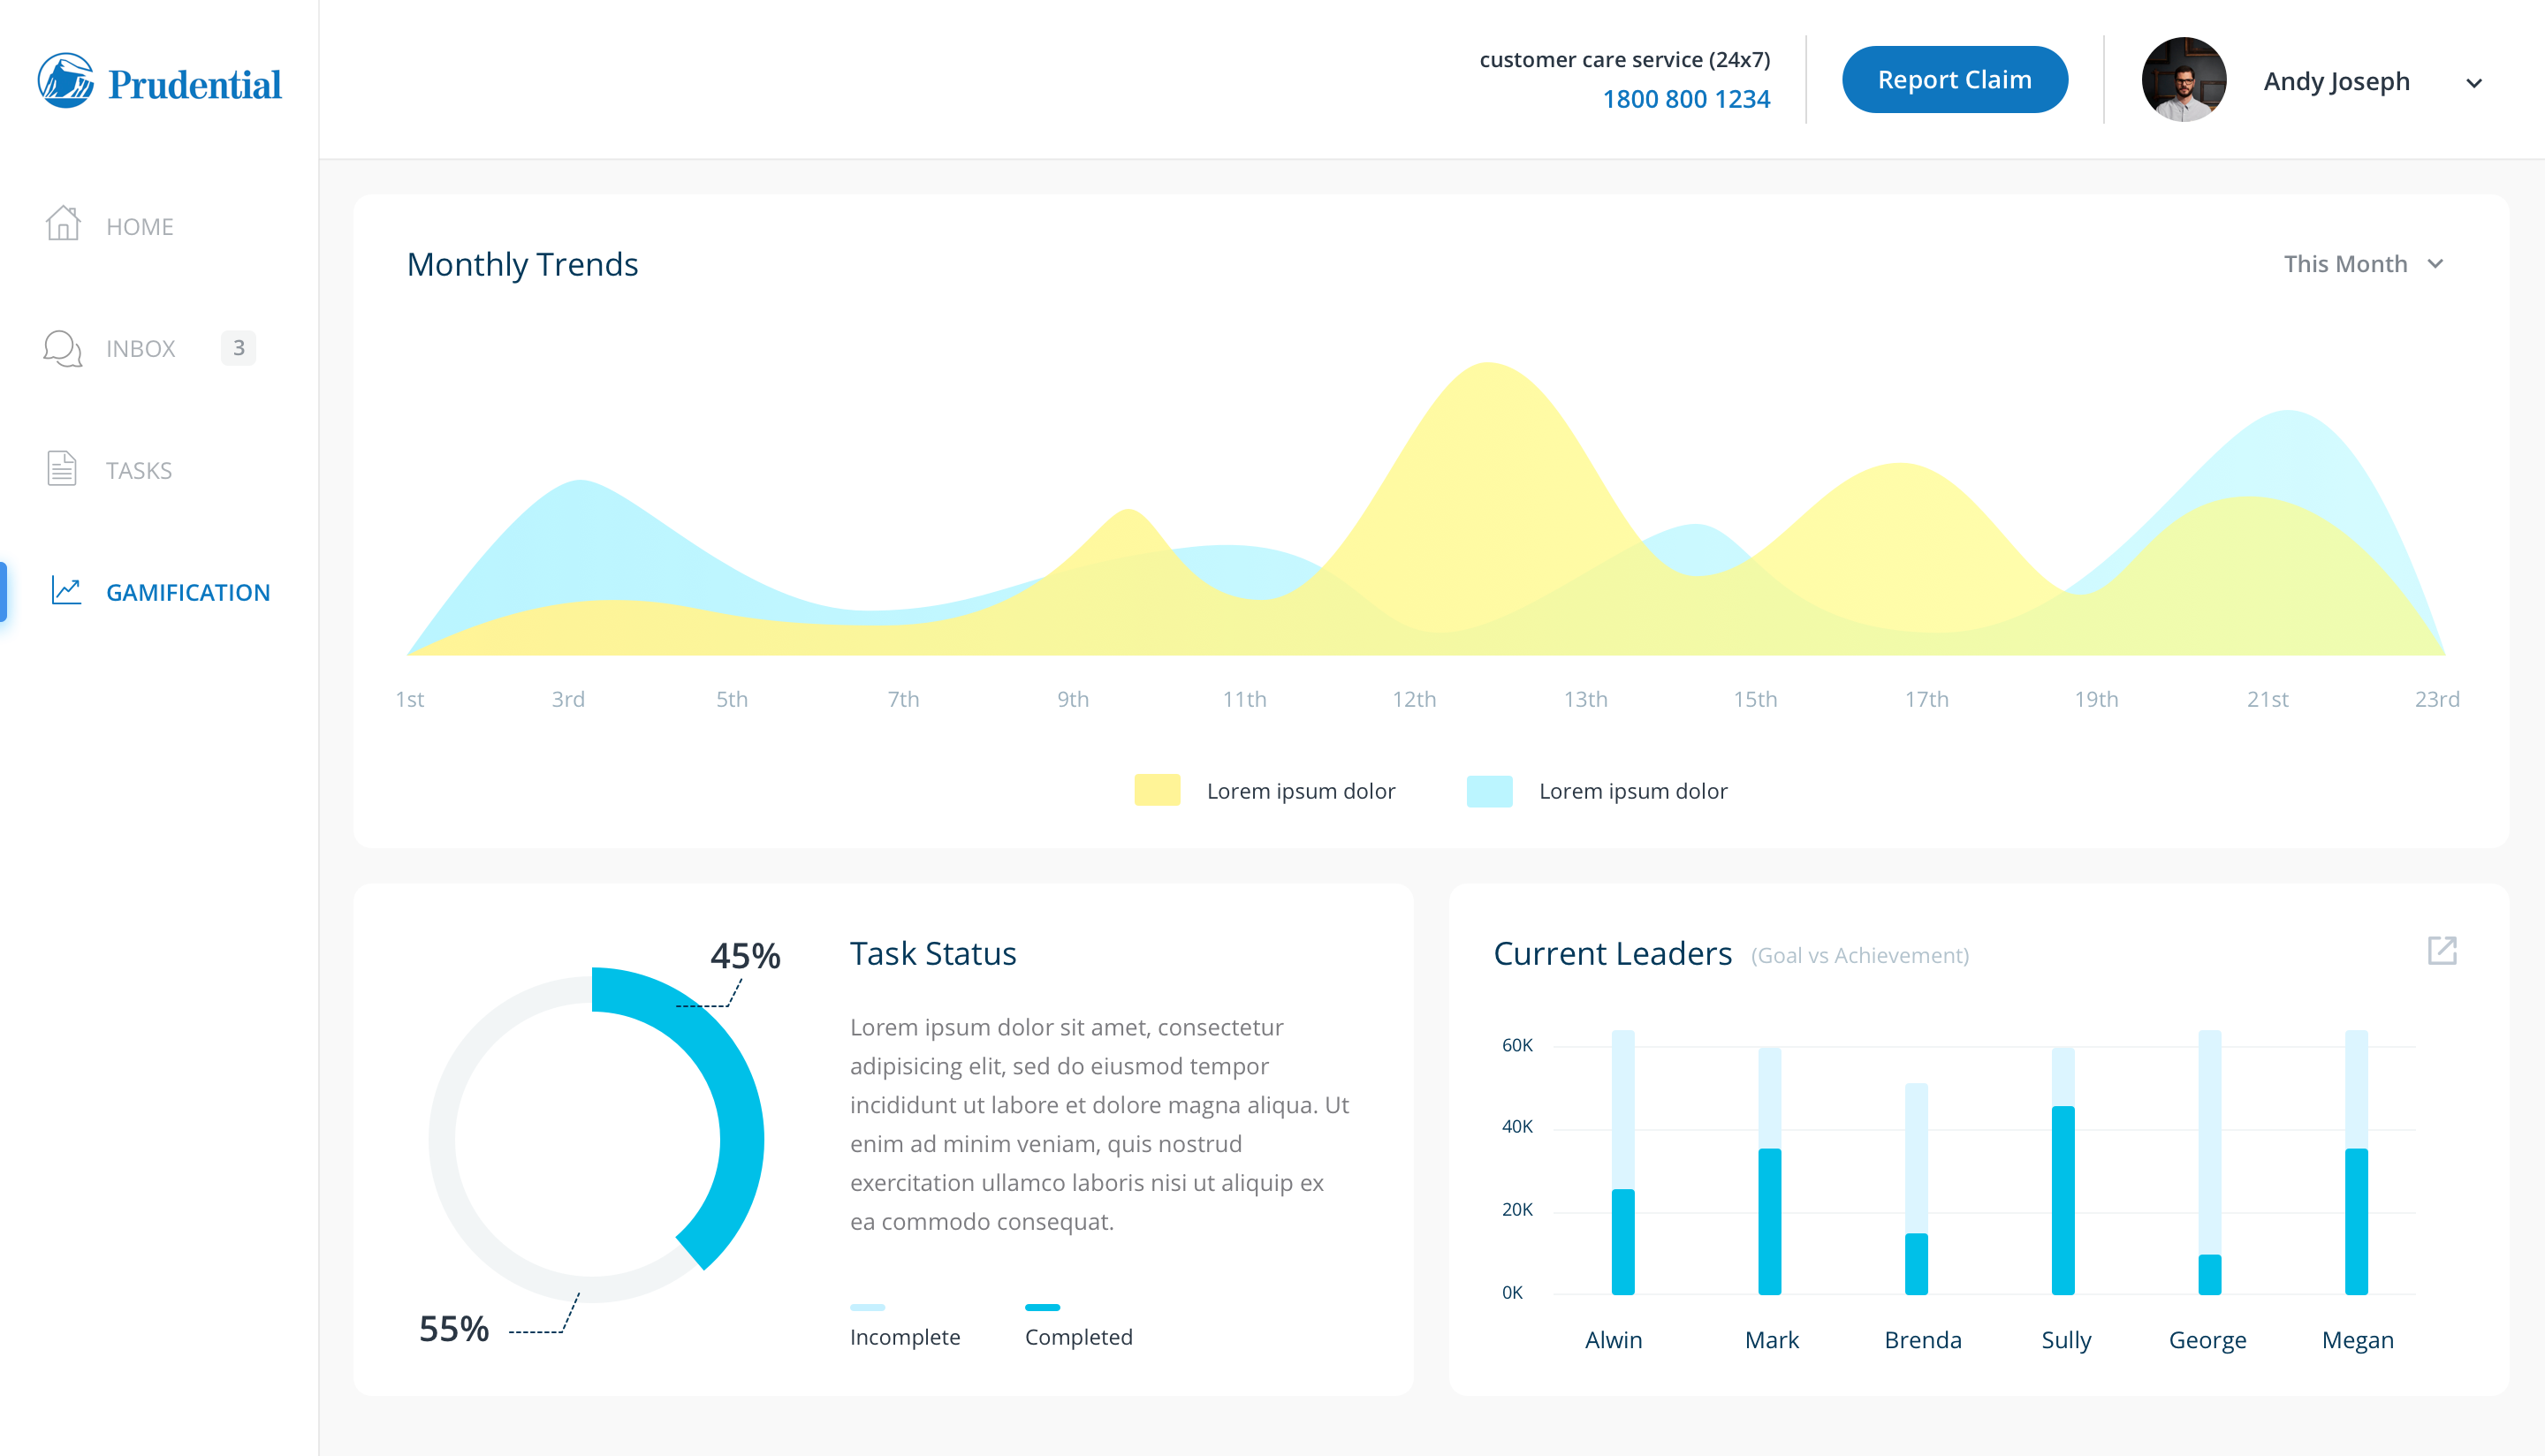 Prudential
customer care service (24x7)
1800 800 1234
Report Claim
Andy Joseph
HOME
INBOX 3
TASKS
GAMIFICATION
Monthly Trends
This Month
1st 3rd 5th 7th 9th 11th 12th 13th 15th 17th 19th 21st 23rd
Lorem ipsum dolor Lorem ipsum dolor
45%
55%
Task Status
Lorem ipsum dolor sit amet, consectetur
adipisicing elit, sed do eiusmod tempor
incididunt ut labore et dolore magna aliqua. Ut
enim ad minim veniam, quis nostrud
exercitation ullamco laboris nisi ut aliquip ex
ea commodo consequat.
Incomplete Completed
Current Leaders (Goal vs Achievement)
60K
40K
20K
0K
Alwin Mark Brenda Sully George Megan